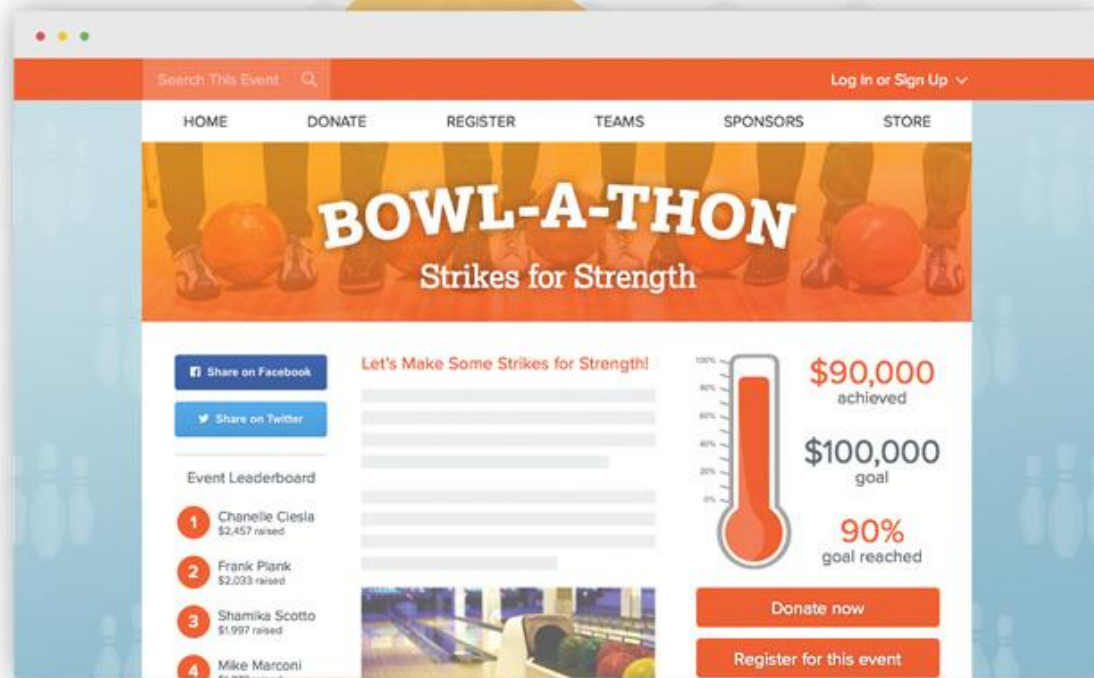 Search This Event
Log In or Sign Up
HOME DONATE REGISTER TEAMS SPONSORS STORE
BOWL-A-THON
Strikes for Strength
Share on Facebook
Share on Twitter
Event Leaderboard
1 Chanelle Ciesla
$2,457 raised
2 Frank Plank
$2,033 raised
3 Shamika Scotto
$1,997 raised
4 Mike Marconi
Let's Make Some Strikes for Strength!
100%
80%
60%
40%
20%
0%
$90,000
achieved
$100,000
goal
90%
goal reached
Donate now
Register for this event